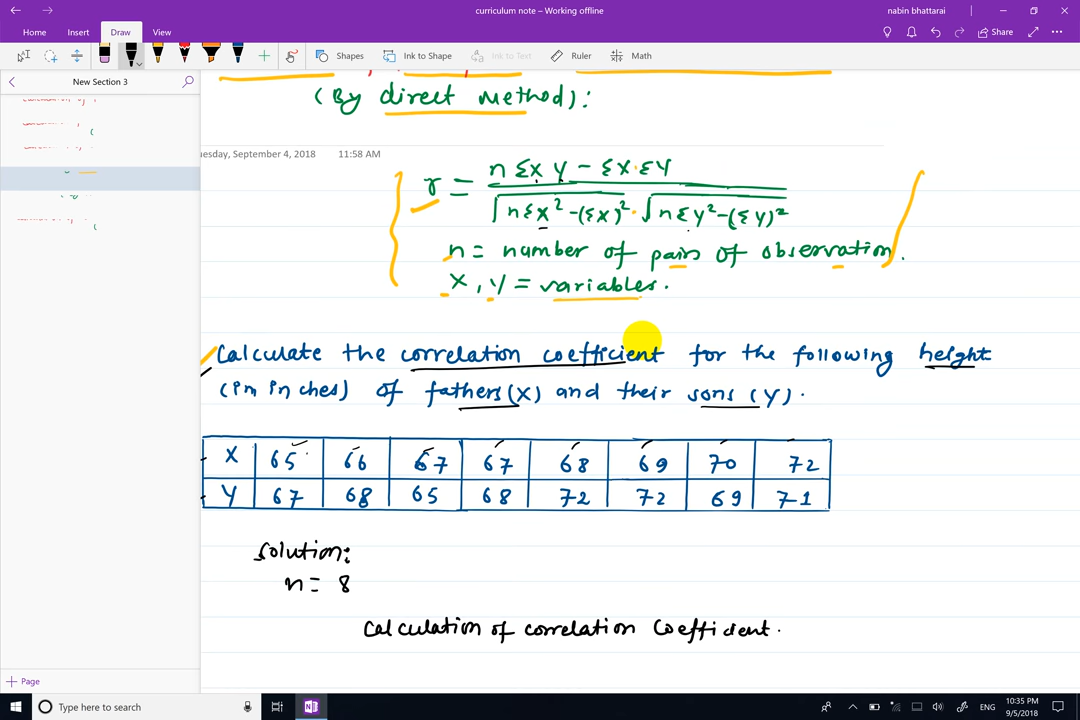 curriculum note – Working offline
nabin bhattarai
Home Insert Draw View
Share
Shapes Ink to Shape Ink to Text Ruler Math
New Section 3
(By direct method):
uesday, September 4, 2018 11:58 AM
r = n ΣX Y - ΣX·ΣY
√nΣX² -(ΣX)² · √nΣY² -(ΣY)²
n = number of pairs of observation.
X, Y = variables.
Calculate the correlation coefficient for the following height
(in inches) of fathers (X) and their sons (Y).
X 65 66 67 67 68 69 70 72
Y 67 68 65 68 72 72 69 71
Solution:
n = 8
Calculation of correlation Coefficient.
+ Page
Type here to search
ENG
10:35 PM
9/5/2018